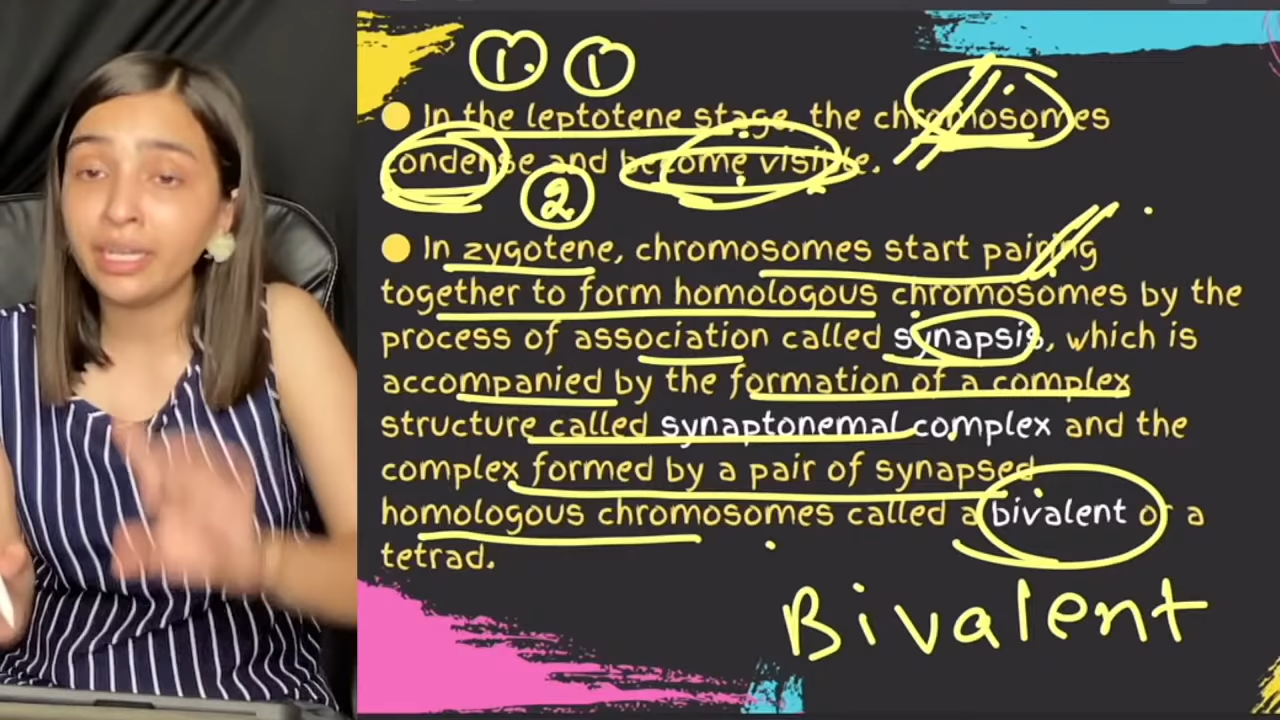 ① ①
In the leptotene stage, the chromosomes
condense and become visible.
②
In zygotene, chromosomes start pairing
together to form homologous chromosomes by the
process of association called synapsis, which is
accompanied by the formation of a complex
structure called synaptonemal complex and the
complex formed by a pair of synapsed
homologous chromosomes called a bivalent or a
tetrad.
Bivalent